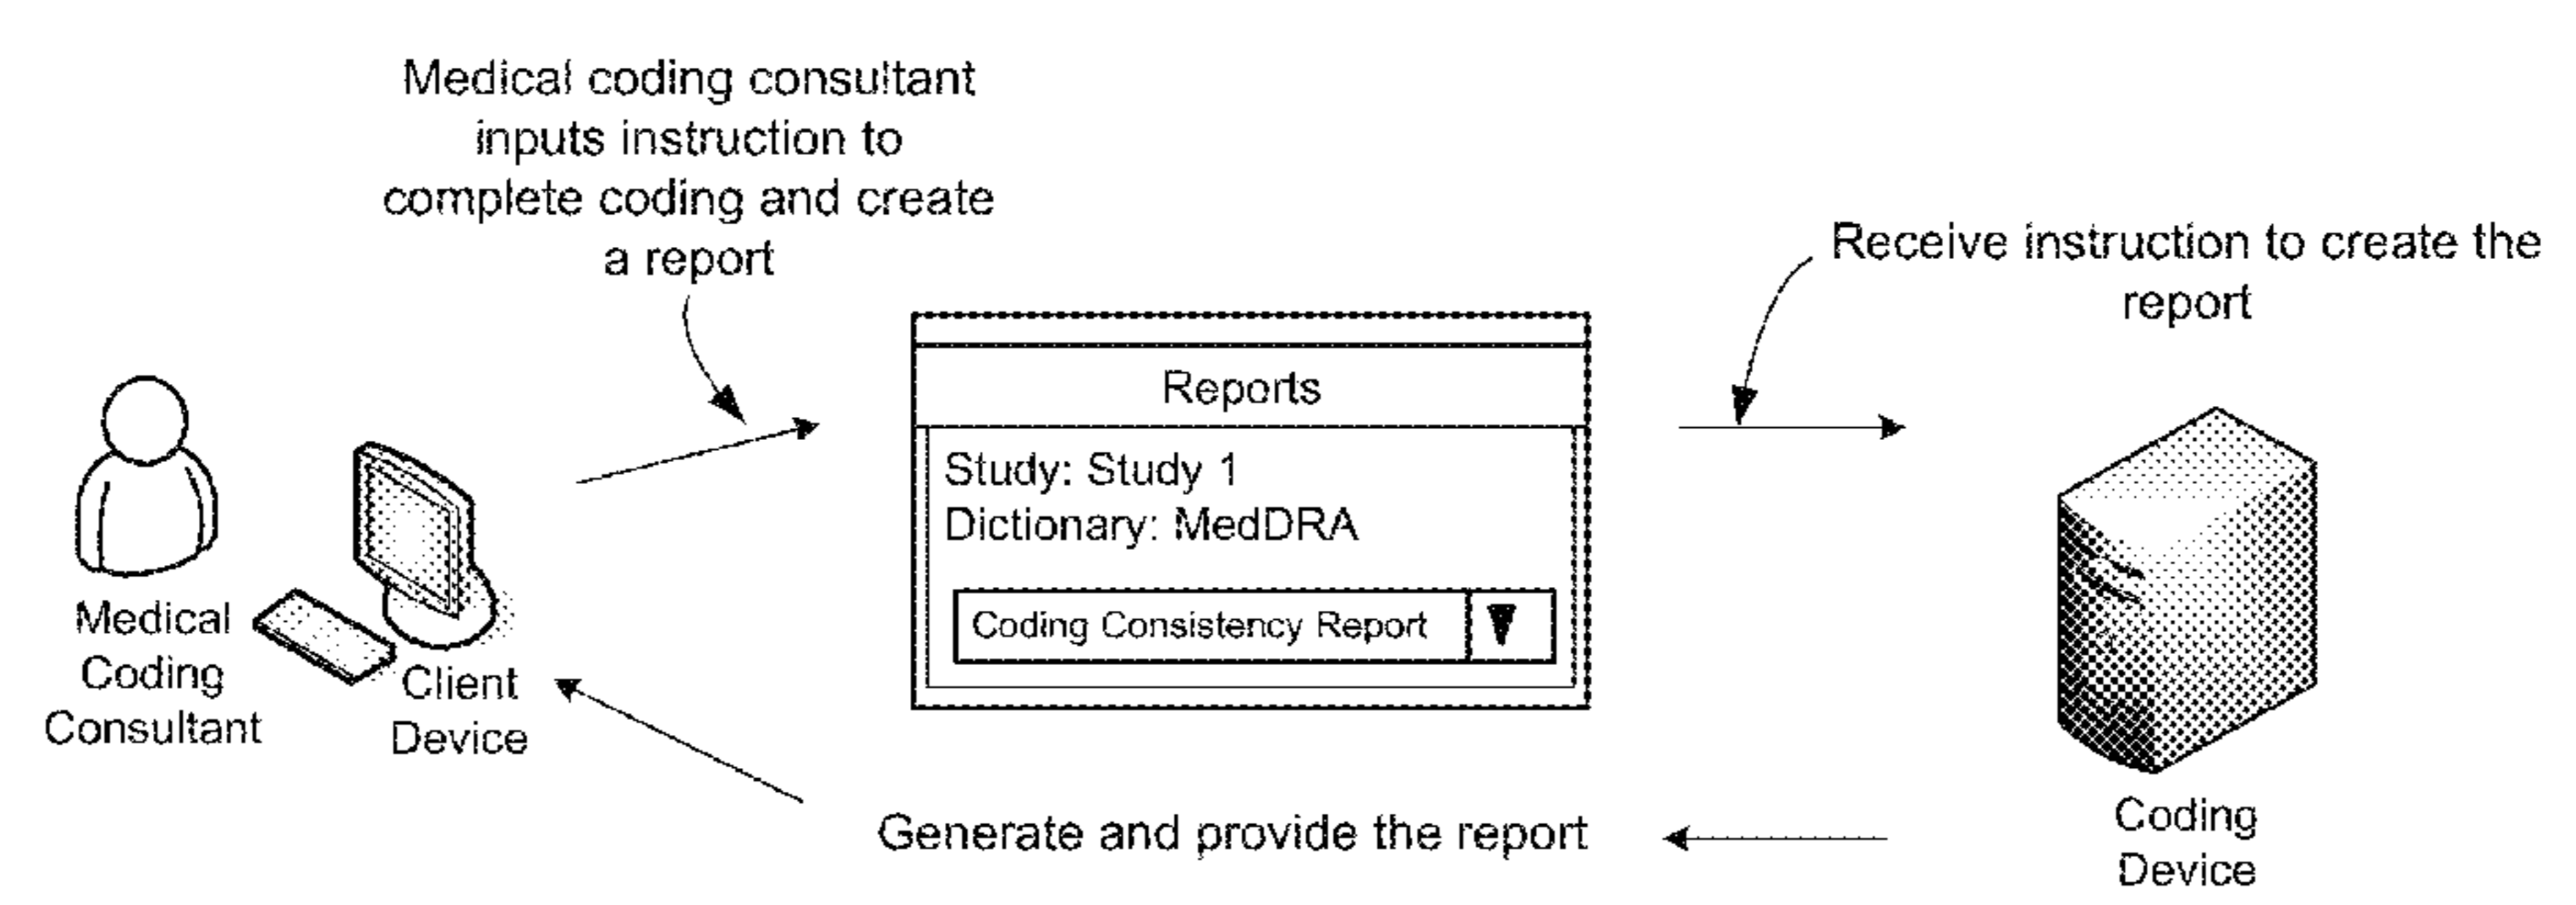 Medical coding consultant
inputs instruction to
complete coding and create
a report
Receive instruction to create the
report
Reports
Study: Study 1
Dictionary: MedDRA
Coding Consistency Report
Medical
Coding
Consultant
Client
Device
Generate and provide the report
Coding
Device